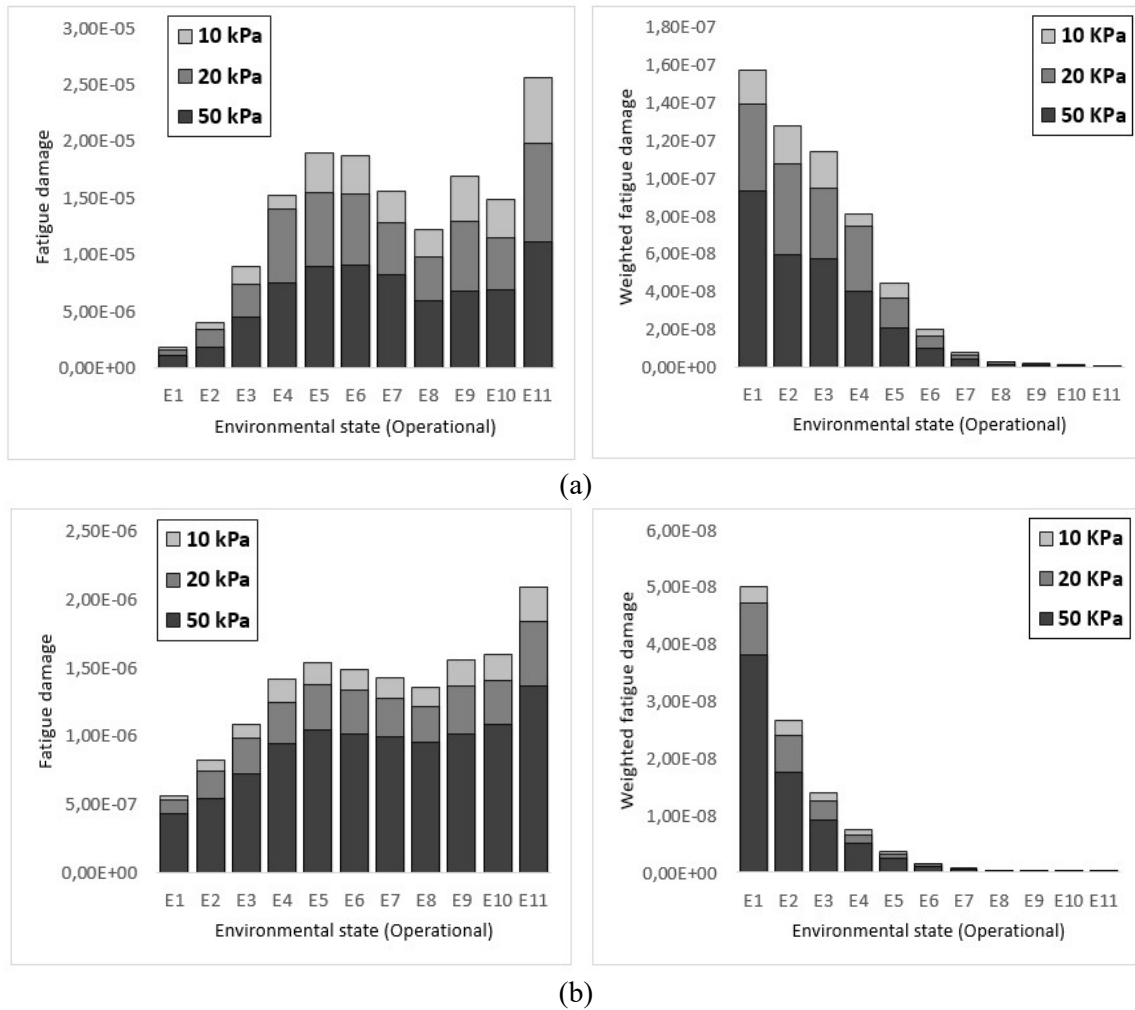 3,00E-05
2,50E-05
2,00E-05
1,50E-05
1,00E-05
5,00E-06
0,00E+00
Fatigue damage
10 kPa
20 kPa
50 kPa
E1 E2 E3 E4 E5 E6 E7 E8 E9 E10 E11
Environmental state (Operational)
1,80E-07
1,60E-07
1,40E-07
1,20E-07
1,00E-07
8,00E-08
6,00E-08
4,00E-08
2,00E-08
0,00E+00
Weighted fatigue damage
10 KPa
20 KPa
50 KPa
E1 E2 E3 E4 E5 E6 E7 E8 E9 E10 E11
Environmental state (Operational)
(a)
2,50E-06
2,00E-06
1,50E-06
1,00E-06
5,00E-07
0,00E+00
Fatigue damage
10 kPa
20 kPa
50 kPa
E1 E2 E3 E4 E5 E6 E7 E8 E9 E10 E11
Environmental state (Operational)
6,00E-08
5,00E-08
4,00E-08
3,00E-08
2,00E-08
1,00E-08
0,00E+00
Weighted fatigue damage
10 KPa
20 KPa
50 KPa
E1 E2 E3 E4 E5 E6 E7 E8 E9 E10 E11
Environmental state (Operational)
(b)